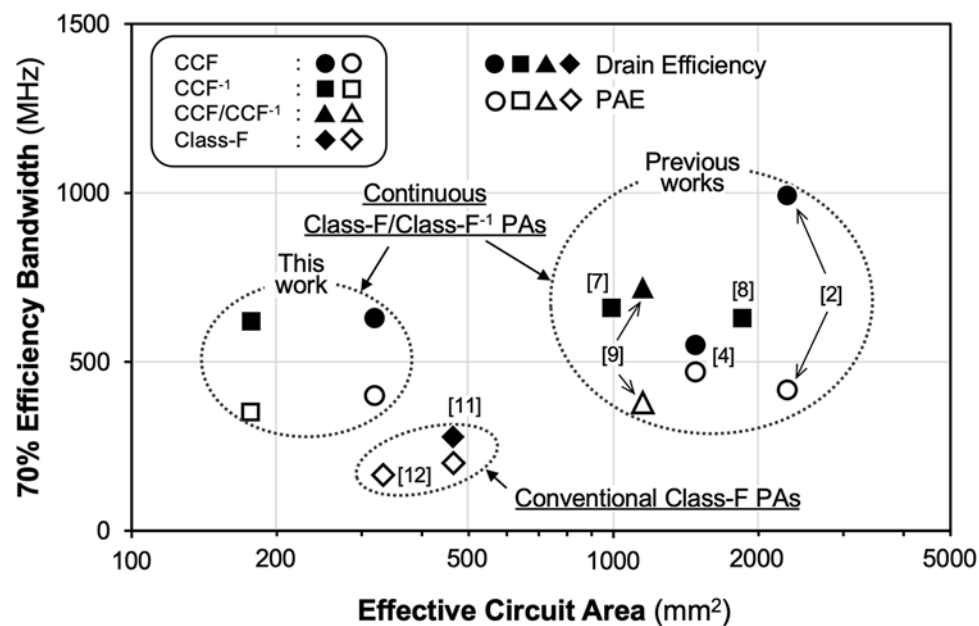 1500
CCF :
CCF⁻¹ :
CCF/CCF⁻¹ :
Class-F :
Drain Efficiency
PAE
70% Efficiency Bandwidth (MHz)
1000
Continuous
Class-F/Class-F⁻¹ PAs
Previous
works
This
work
[7]
[8]
[2]
[9]
[4]
500
[11]
[12]
Conventional Class-F PAs
0
100 200 500 1000 2000 5000
Effective Circuit Area (mm²)